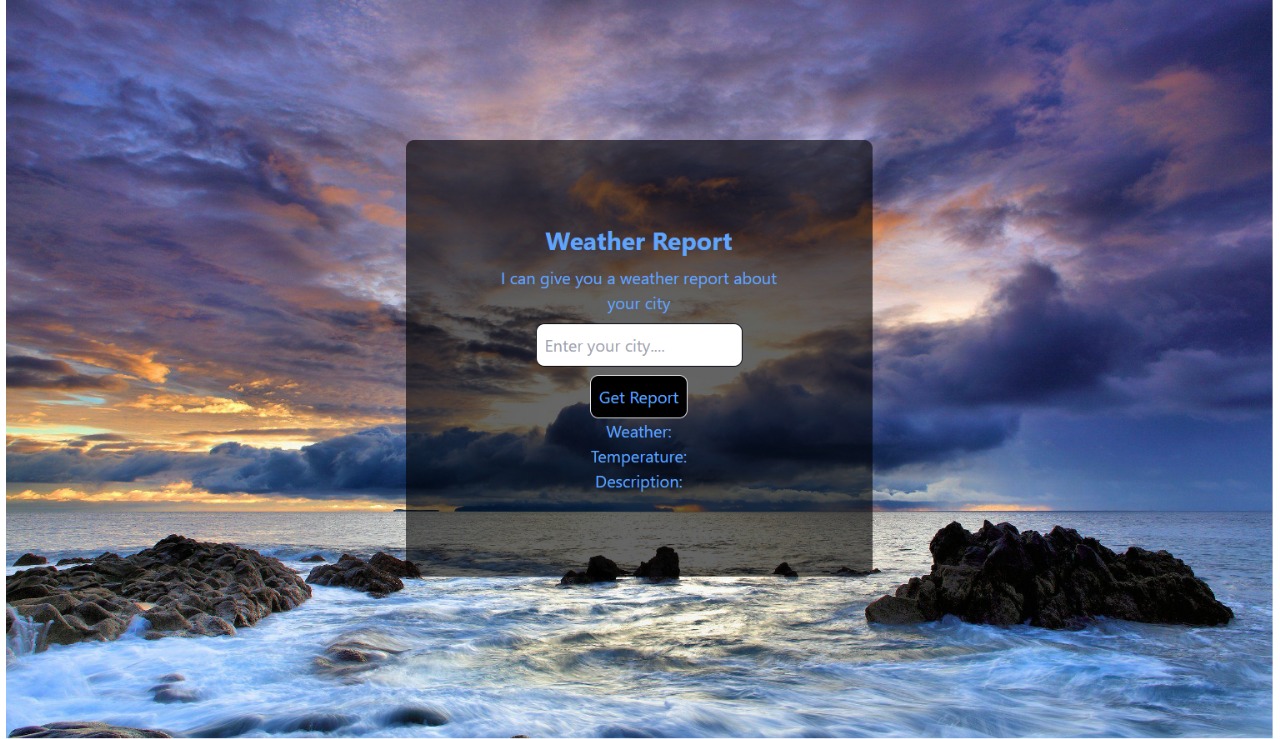 Weather Report
I can give you a weather report about
your city
Enter your city....
Get Report
Weather:
Temperature:
Description: